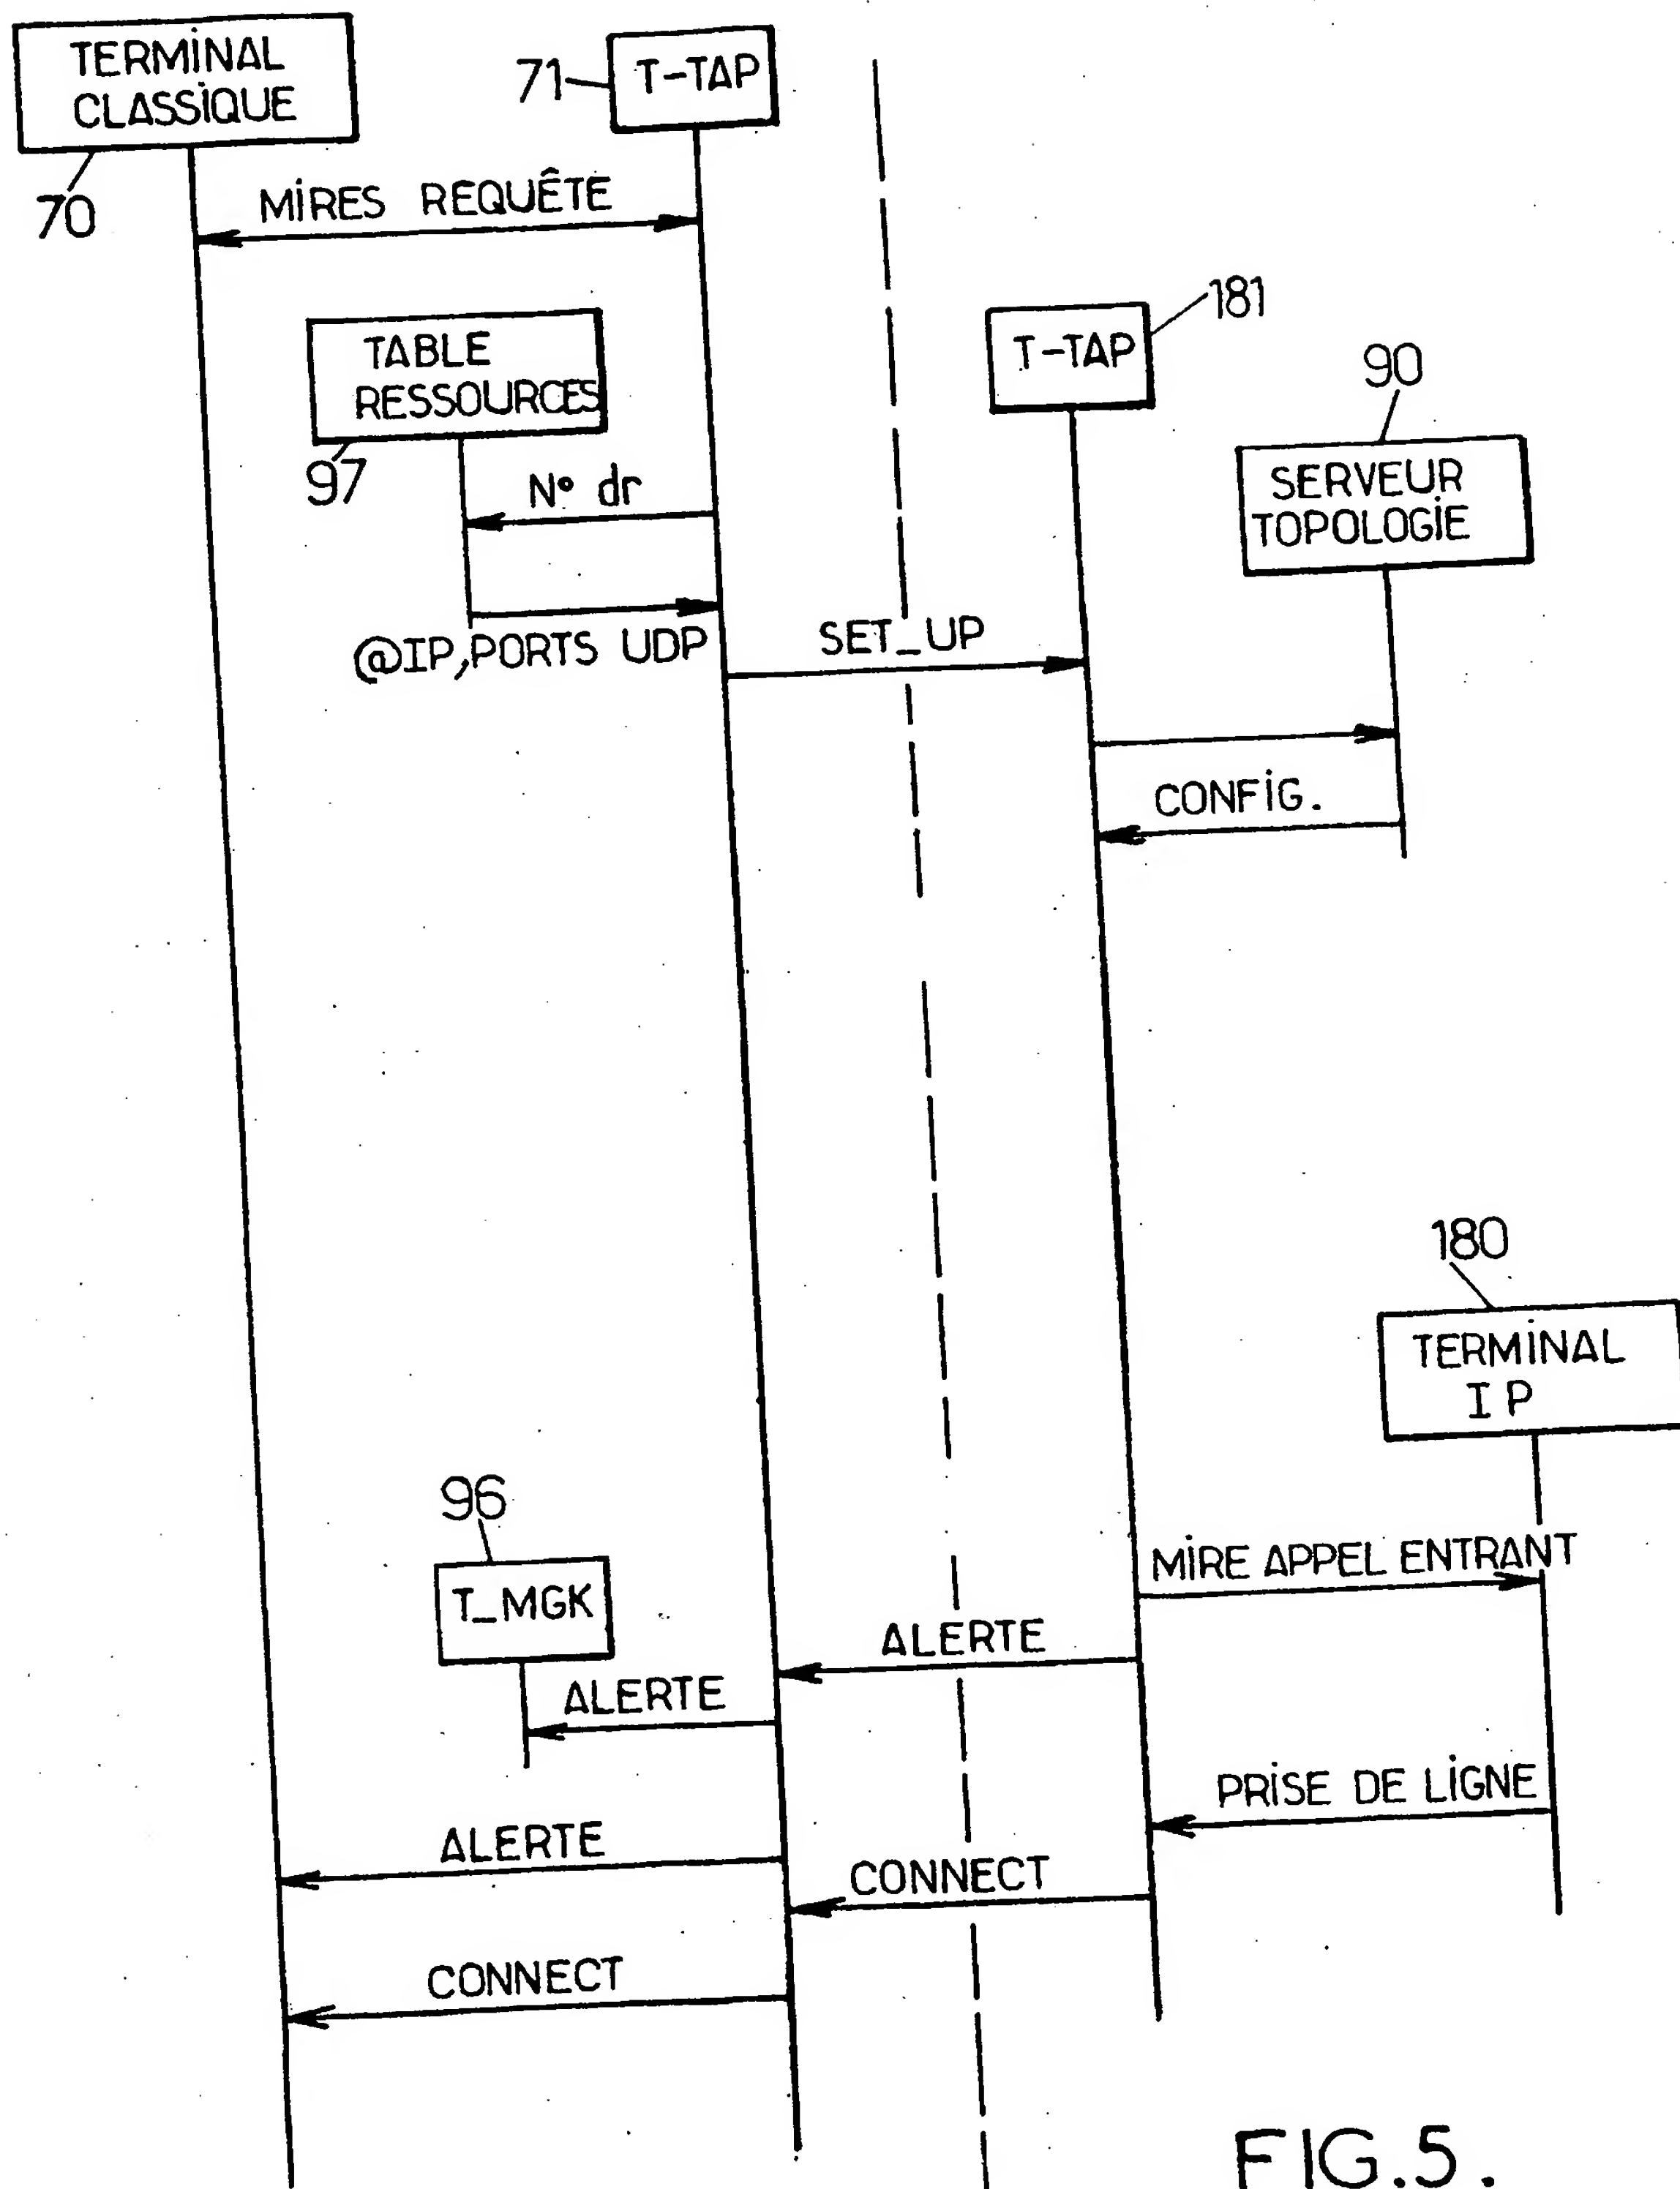 TERMINAL
CLASSIQUE
70
71
T-TAP
MIRES REQUÊTE
TABLE
RESSOURCES
97
T-TAP
181
90
SERVEUR
TOPOLOGIE
N° dr
@IP, PORTS UDP
SET_UP
CONFIG.
180
TERMINAL
IP
96
T_MGK
MIRE APPEL ENTRANT
ALERTE
ALERTE
PRISE DE LIGNE
ALERTE
CONNECT
CONNECT
FIG.5.